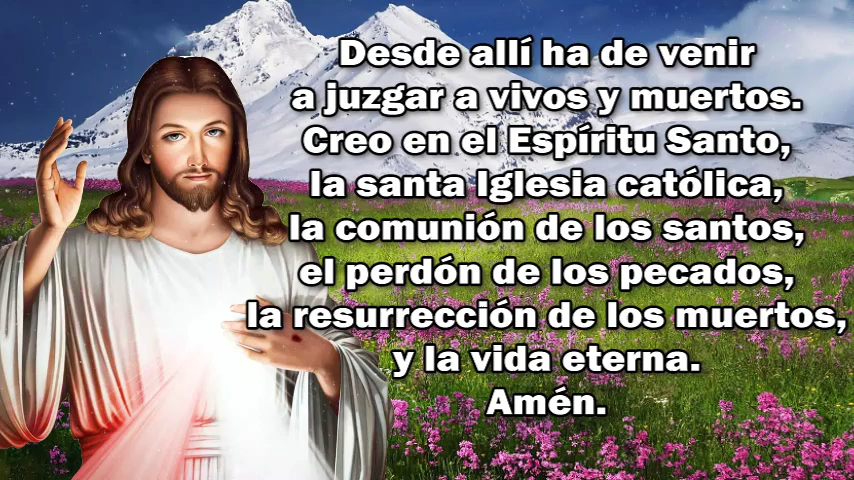 Desde allí ha de venir
a juzgar a vivos y muertos.
Creo en el Espíritu Santo,
la santa Iglesia católica,
la comunión de los santos,
el perdón de los pecados,
la resurrección de los muertos,
y la vida eterna.
Amén.